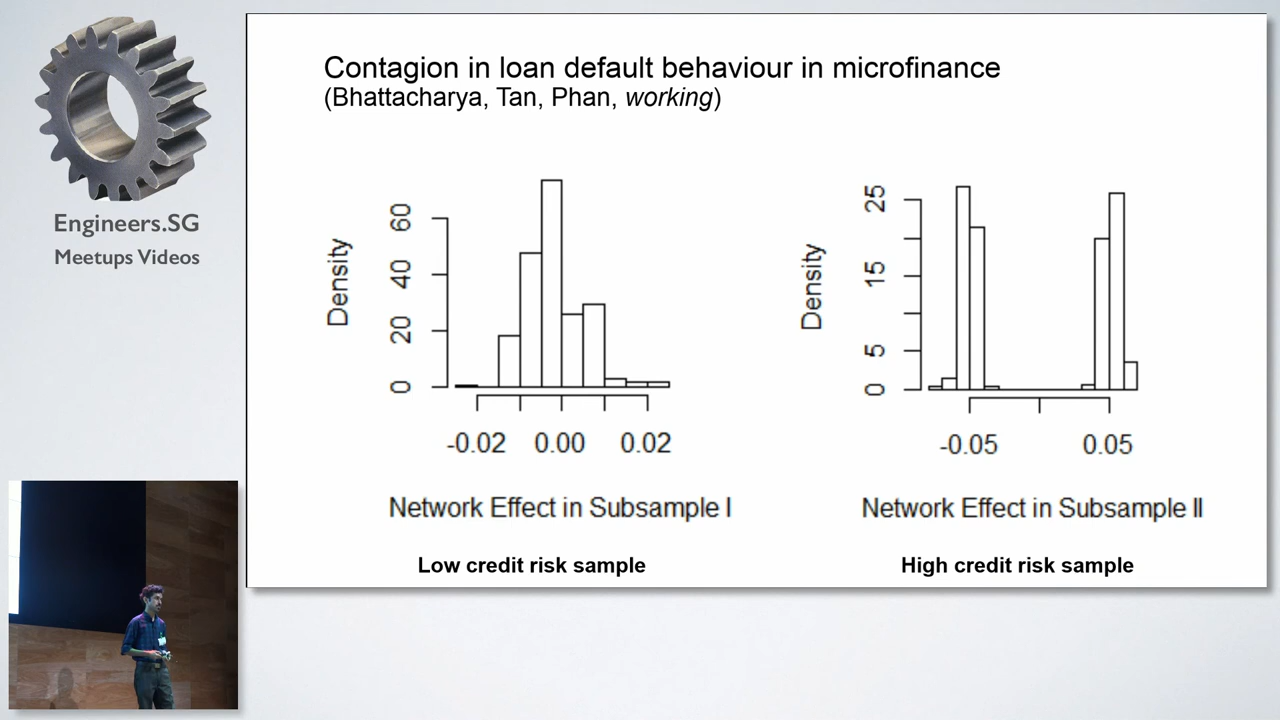 Engineers.SG
Meetups Videos
Contagion in loan default behaviour in microfinance
(Bhattacharya, Tan, Phan, working)
Density
60
40
20
0
-0.02 0.00 0.02
Network Effect in Subsample I
Low credit risk sample
Density
25
15
5
0
-0.05 0.05
Network Effect in Subsample II
High credit risk sample